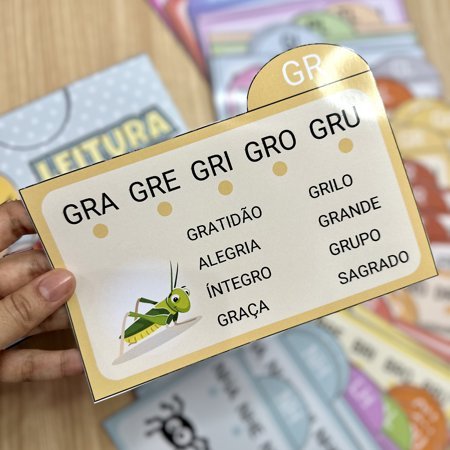 LEITURA
GR
GRA GRE GRI GRO GRU
GRATIDÃO
ALEGRIA
ÍNTEGRO
GRAÇA
GRILO
GRANDE
GRUPO
SAGRADO